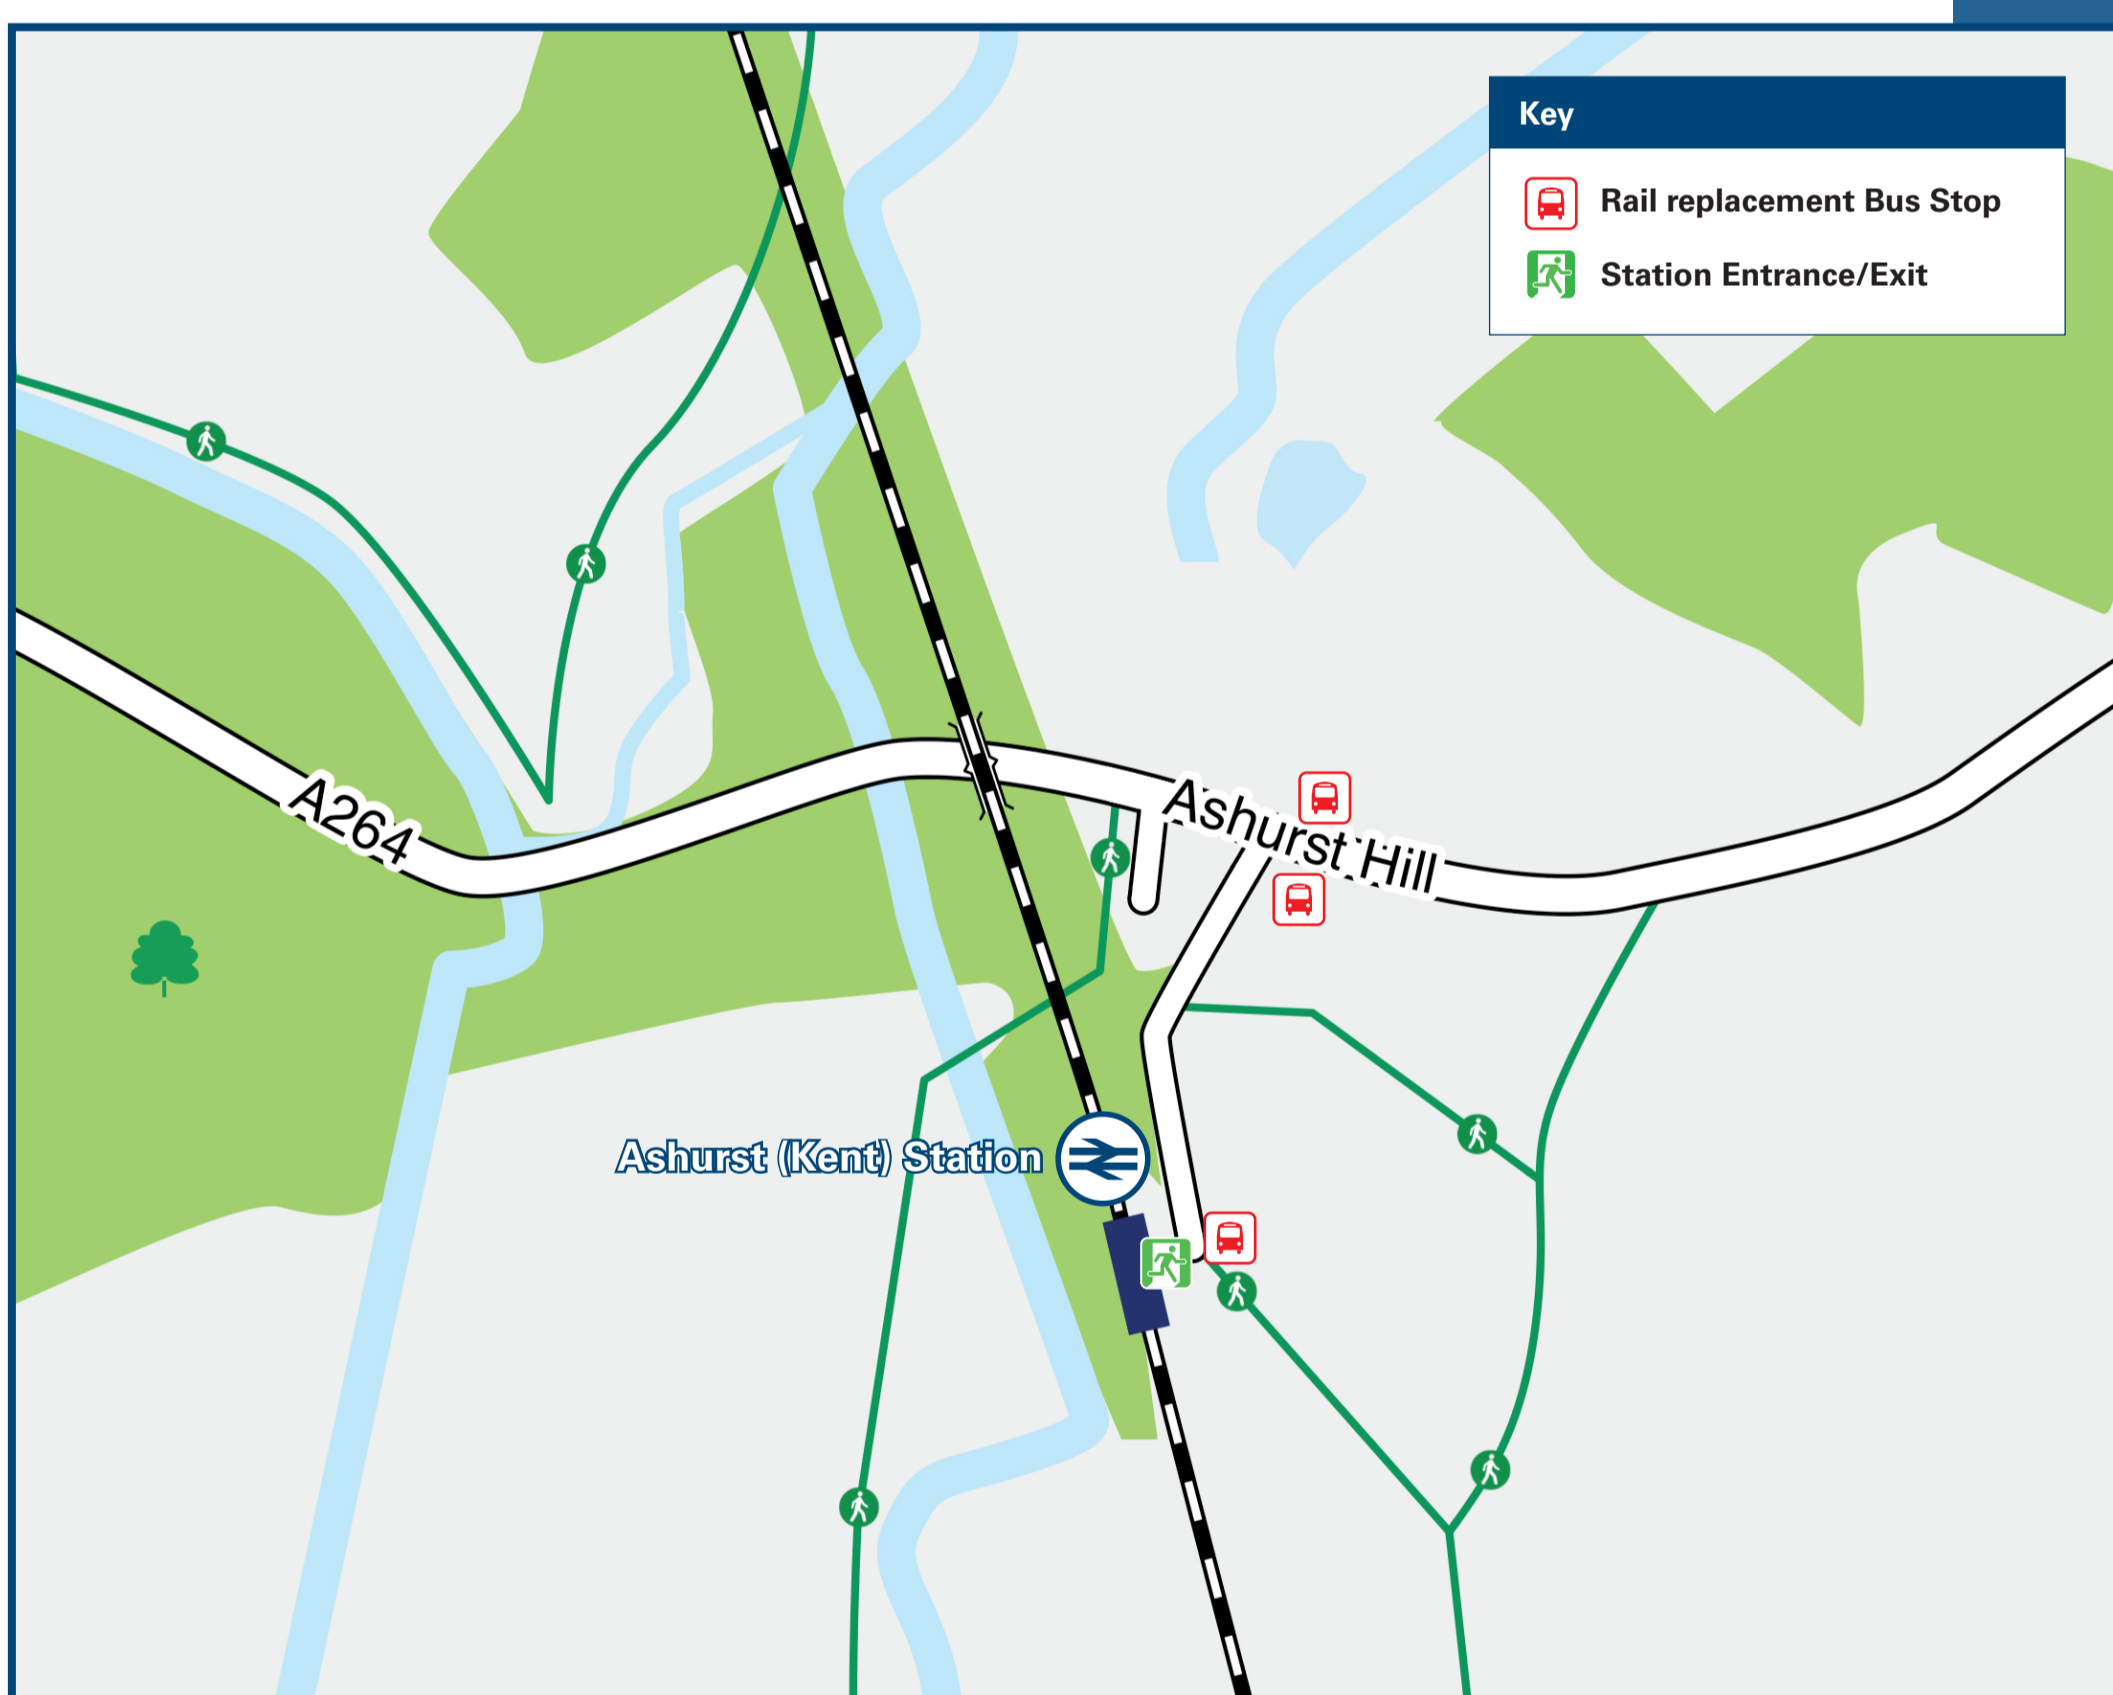 Key
Rail replacement Bus Stop
Station Entrance/Exit
A264
Ashurst Hill
Ashurst (Kent) Station